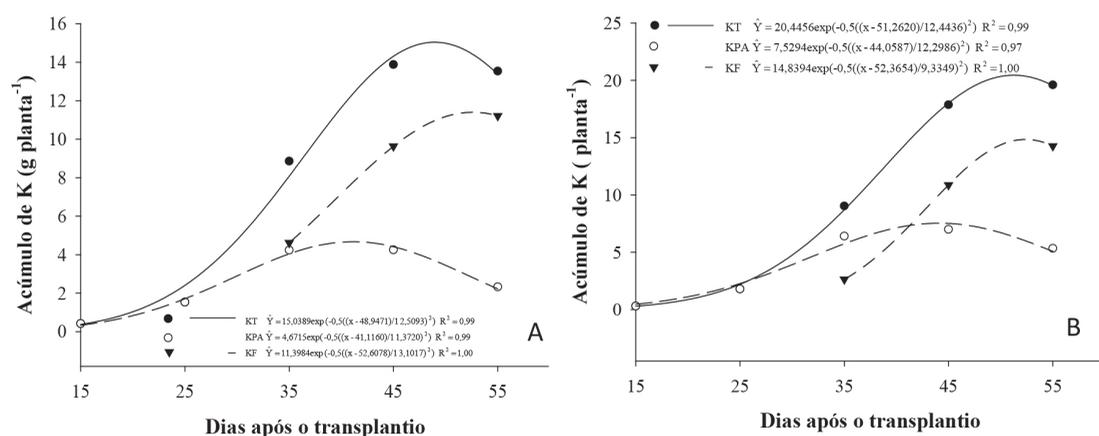 16
14
12
10
8
6
4
2
0
Acúmulo de K (g planta⁻¹)
KT Ŷ=15,0389exp(-0,5((x-48,9471)/12,5093)²) R²=0,99
KPA Ŷ=4,6715exp(-0,5((x-41,1160)/11,3720)²) R²=0,99
KF Ŷ=11,3984exp(-0,5((x-52,6078)/13,1017)²) R²=1,00
A
15 25 35 45 55
Dias após o transplantio
25
20
15
10
5
0
Acúmulo de K ( planta⁻¹)
KT Ŷ=20,4456exp(-0,5((x-51,2620)/12,4436)²) R²=0,99
KPA Ŷ=7,5294exp(-0,5((x-44,0587)/12,2986)²) R²=0,97
KF Ŷ=14,8394exp(-0,5((x-52,3654)/9,3349)²) R²=1,00
B
15 25 35 45 55
Dias após o transplantio